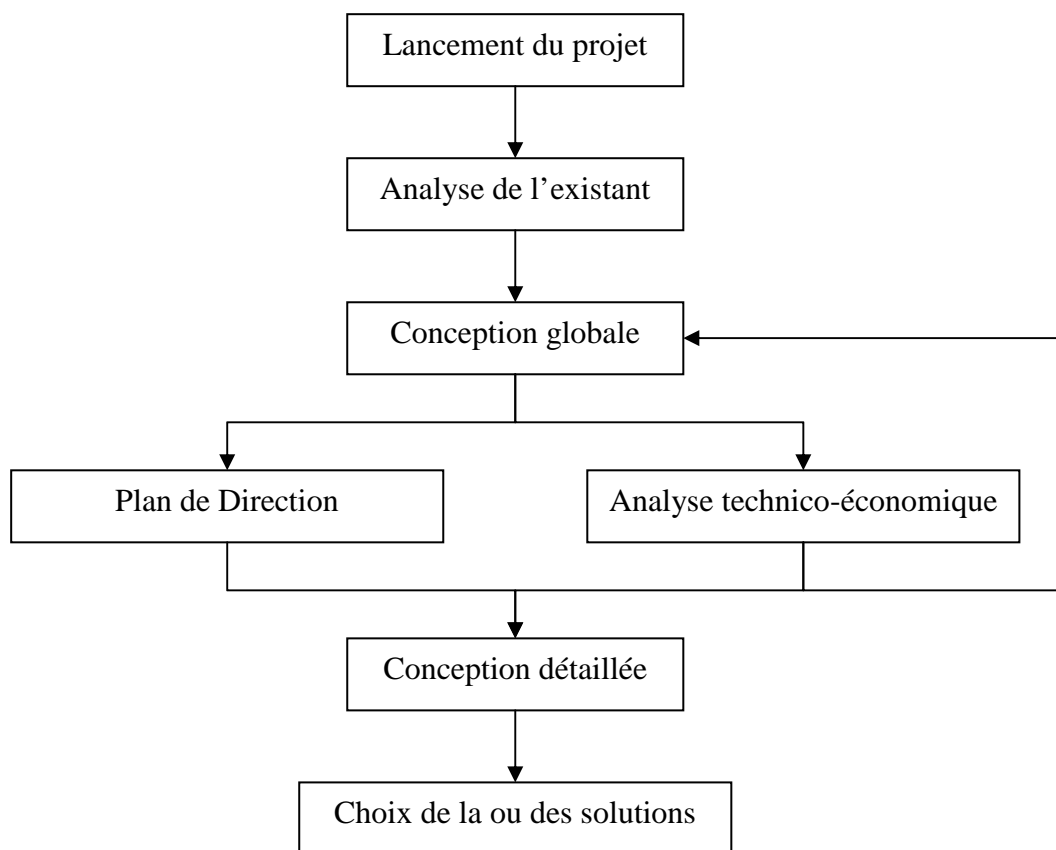 Lancement du projet
Analyse de l’existant
Conception globale
Plan de Direction
Analyse technico-économique
Conception détaillée
Choix de la ou des solutions